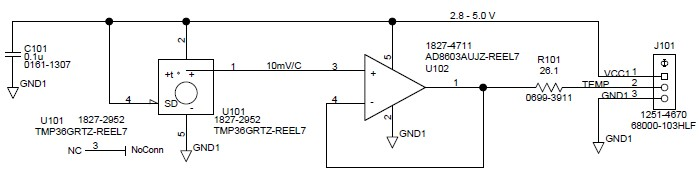 2.8 - 5.0 V
C101
0.1u
0161-1307
GND1
2
+t °
+
SD
-
4
7
1
10mV/C
3
U101
1827-2952
TMP36GRTZ-REEL7
U101
1827-2952
TMP36GRTZ-REEL7
5
GND1
NC 3 NoConn
1827-4711
AD8603AUJZ-REEL7
U102
5
+
-
4
1
2
GND1
R101
26.1
0699-3911
J101
VCC1 1
TEMP 2
GND1 3
GND1
1251-4670
68000-103HLF